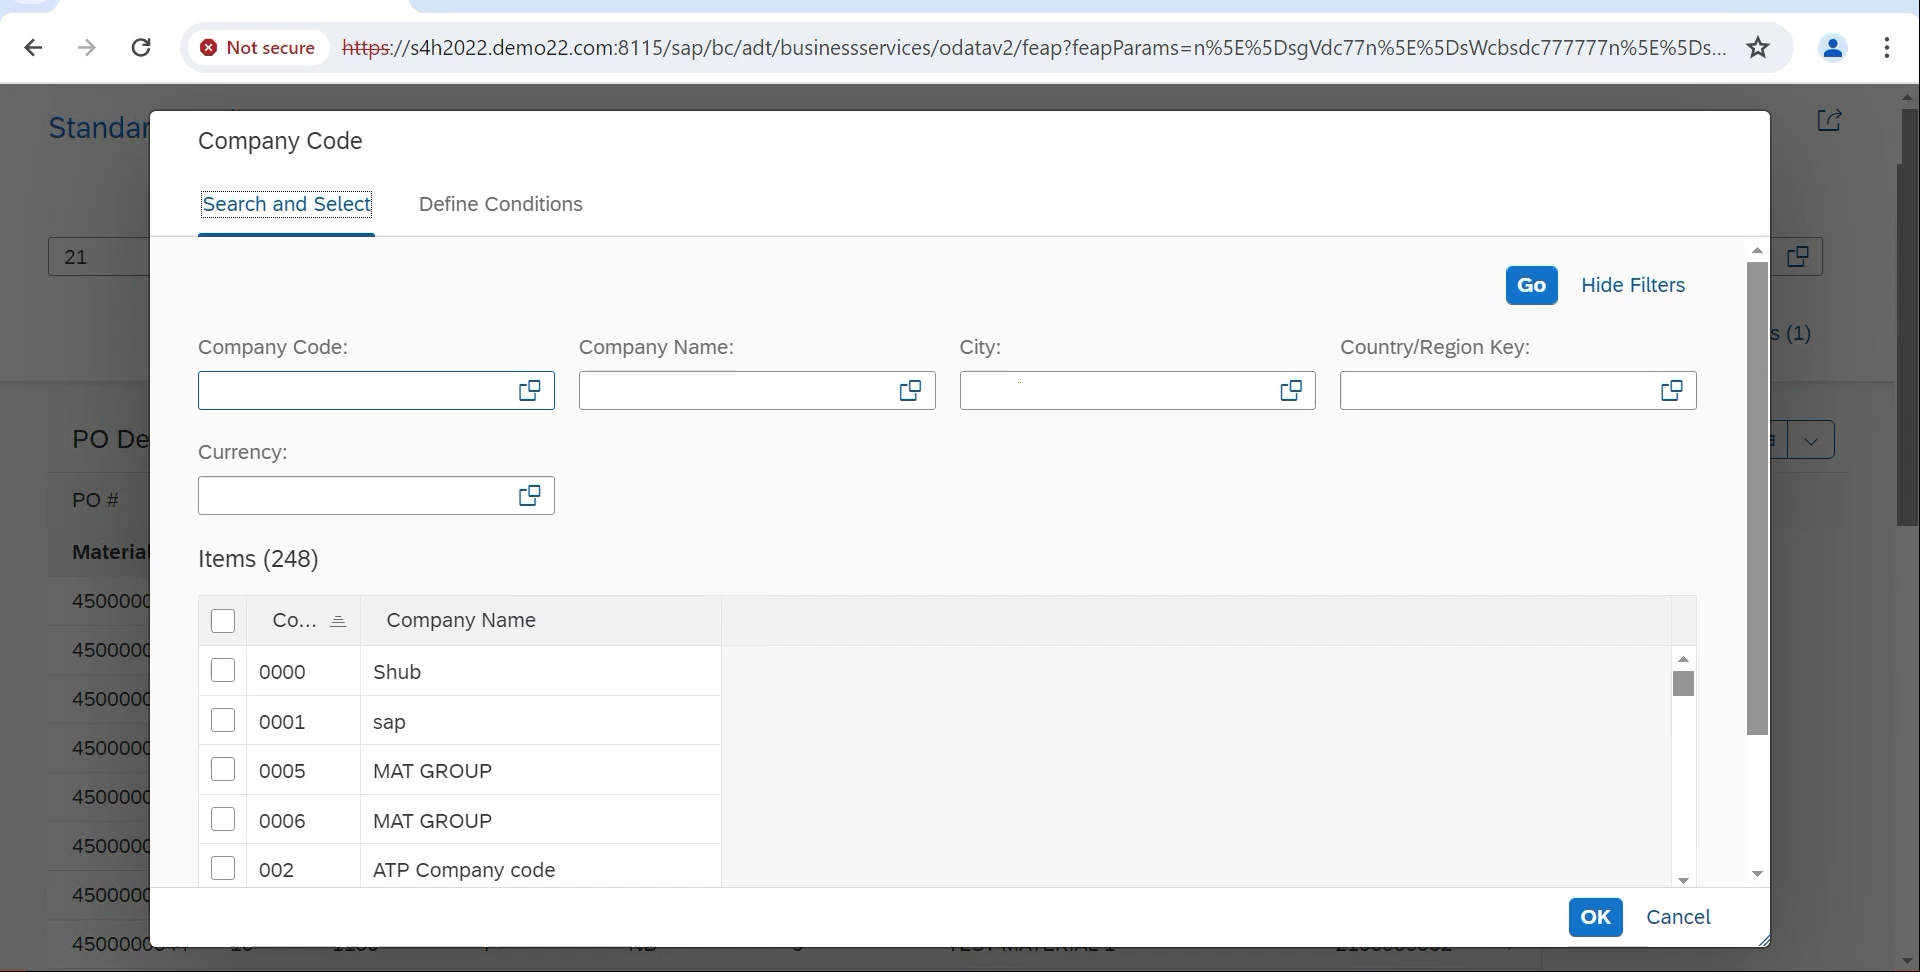 Not secure https://s4h2022.demo22.com:8115/sap/bc/adt/businessservices/odatav2/feap?feapParams=n%5E%5DsgVdc77n%5E%5DsWcbsdc777777n%5E%5Ds...
Standar
Company Code
Search and Select Define Conditions
21
Go Hide Filters
s (1)
Company Code: Company Name: City: Country/Region Key:
PO De
Currency:
PO #
Items (248)
Material
Co... Company Name
4500000
0000 Shub
4500000
0001 sap
4500000
4500000
0005 MAT GROUP
4500000
0006 MAT GROUP
4500000
002 ATP Company code
4500000
OK Cancel